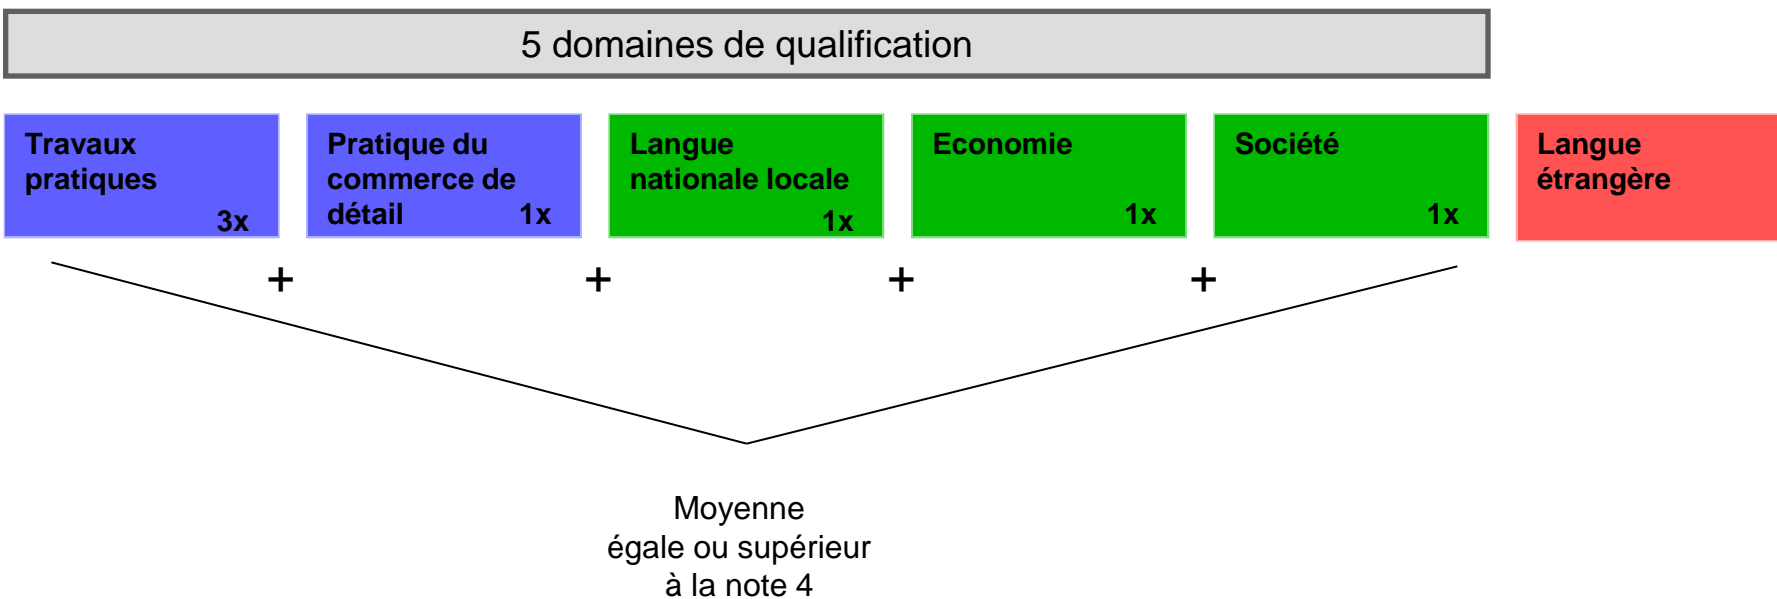 5 domaines de qualification
Travaux
pratiques
3x
Pratique du
commerce de
détail 1x
Langue
nationale locale
1x
Economie
1x
Société
1x
Langue
étrangère
+ + + +
Moyenne
égale ou supérieur
à la note 4